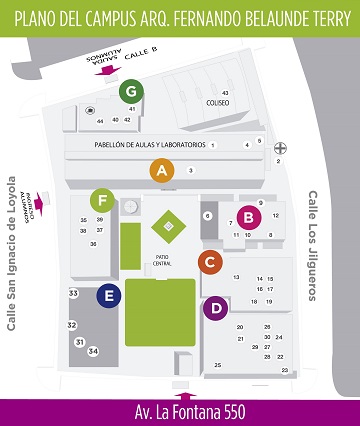 PLANO DEL CAMPUS ARQ. FERNANDO BELAUNDE TERRY
SALIDA
ALUMNOS
CALLE B
G
41
44 40 42
43
COLISEO
PABELLÓN DE AULAS Y LABORATORIOS
1
4
5
2
A
3
F
35 39
38 37
36
6
B
9
12
7
11 10
8
PATIO
CENTRAL
INGRESO
ALUMNOS
Calle San Ignacio de Loyola
Calle Los Jilgueros
C
13
14 15
17 16
18 19
E
33
32
31
34
D
20
26 30
21 24
29 27
28 22
25
23
Av. La Fontana 550